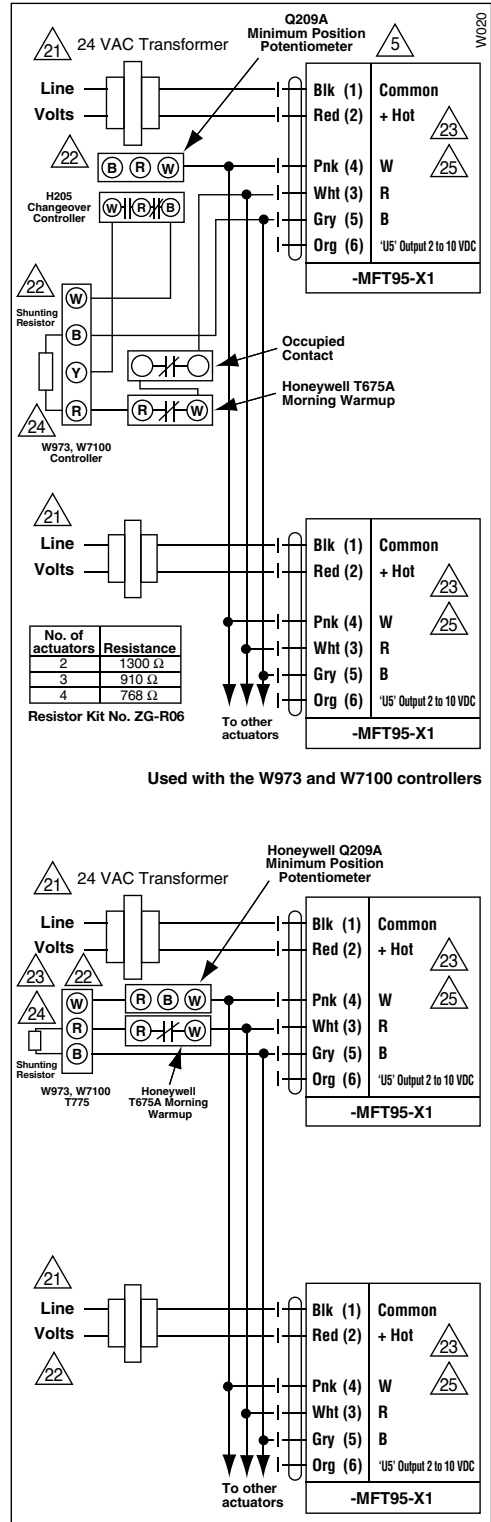 W020
21 24 VAC Transformer
Q209A
Minimum Position
Potentiometer
5
Line
Volts
Blk (1) Common
Red (2) + Hot
23
22
B R W
Pnk (4) W
25
H205
Changeover
Controller
W R B
Wht (3) R
Gry (5) B
Org (6) 'U5' Output 2 to 10 VDC
-MFT95-X1
22
Shunting
Resistor
W
B
Y
R
Occupied
Contact
R W
Honeywell T675A
Morning Warmup
24
W973, W7100
Controller
21
Line
Volts
Blk (1) Common
Red (2) + Hot
23
Pnk (4) W
25
Wht (3) R
Gry (5) B
Org (6) 'U5' Output 2 to 10 VDC
-MFT95-X1
No. of
actuators Resistance
2 1300 Ω
3 910 Ω
4 768 Ω
Resistor Kit No. ZG-R06
To other
actuators
Used with the W973 and W7100 controllers
Honeywell Q209A
Minimum Position
Potentiometer
21 24 VAC Transformer
Line
Volts
Blk (1) Common
Red (2) + Hot
23
23 22
W
R
B
R B W
Pnk (4) W
25
24
R W
Wht (3) R
Gry (5) B
Org (6) 'U5' Output 2 to 10 VDC
-MFT95-X1
Shunting
Resistor
W973, W7100
T775
Honeywell
T675A Morning
Warmup
21
Line
Volts
22
Blk (1) Common
Red (2) + Hot
23
Pnk (4) W
25
Wht (3) R
Gry (5) B
Org (6) 'U5' Output 2 to 10 VDC
-MFT95-X1
To other
actuators